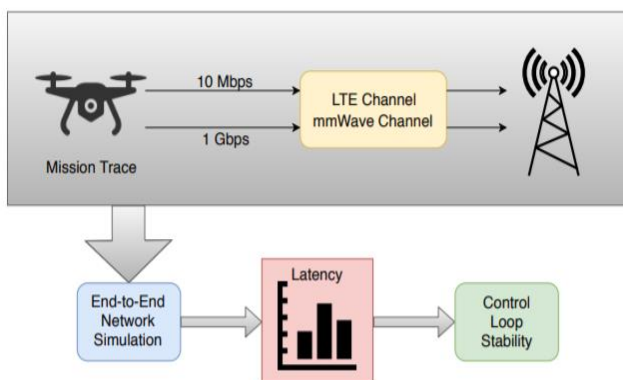 10 Mbps
LTE Channel
mmWave Channel
1 Gbps
Mission Trace
End-to-End
Network
Simulation
Latency
Control
Loop
Stability